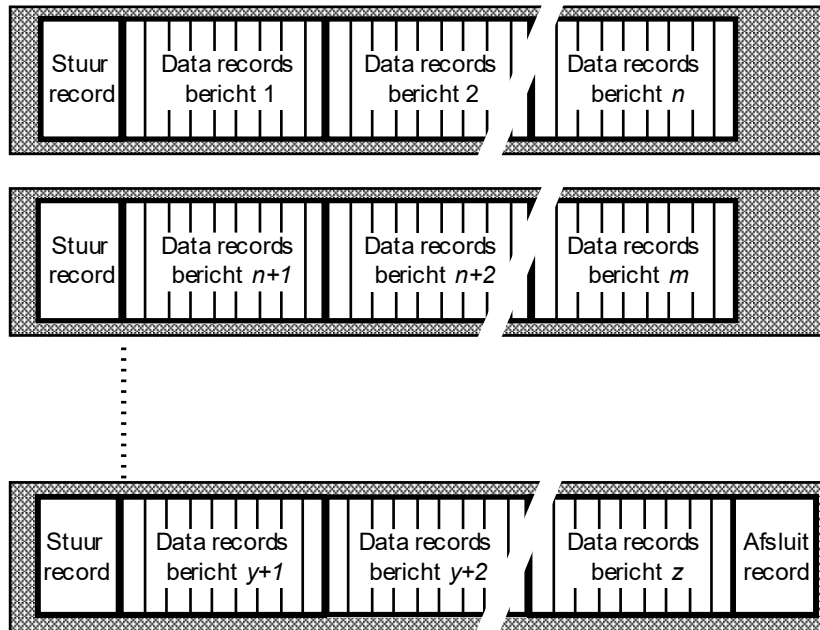 Stuur
record
Data records
bericht 1
Data records
bericht 2
Data records
bericht n
Stuur
record
Data records
bericht n+1
Data records
bericht n+2
Data records
bericht m
Stuur
record
Data records
bericht y+1
Data records
bericht y+2
Data records
bericht z
Afsluit
record